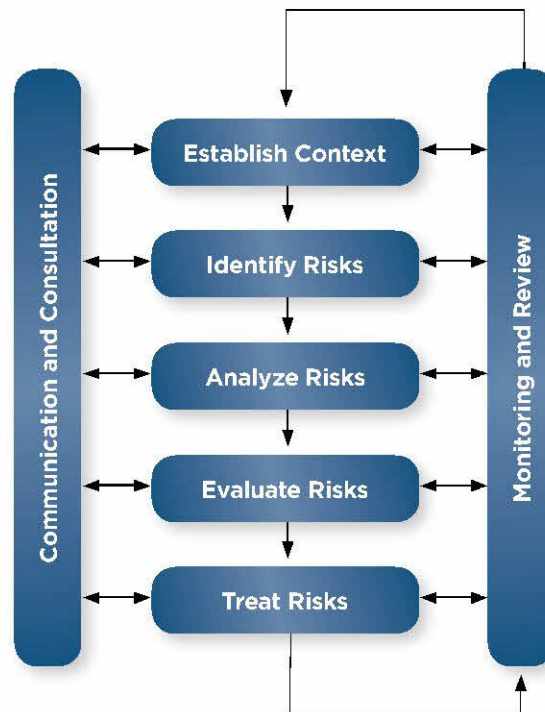 Communication and Consultation
Establish Context
Identify Risks
Analyze Risks
Evaluate Risks
Treat Risks
Monitoring and Review